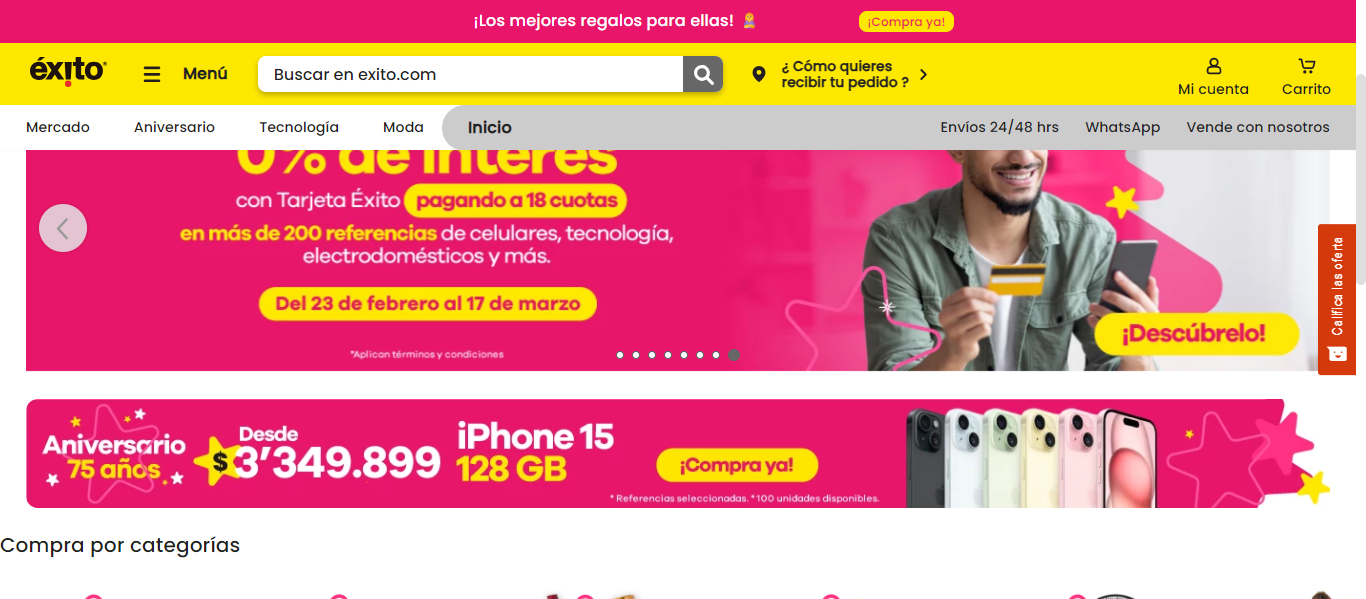 ¡Los mejores regalos para ellas!
¡Compra ya!
éxito
Menú
Buscar en exito.com
¿ Cómo quieres
recibir tu pedido ?
Mi cuenta
Carrito
Mercado
Aniversario
Tecnología
Moda
Inicio
Envíos 24/48 hrs
WhatsApp
Vende con nosotros
0% de interés
con Tarjeta Éxito pagando a 18 cuotas
en más de 200 referencias de celulares, tecnología,
electrodomésticos y más.
Del 23 de febrero al 17 de marzo
*Aplican términos y condiciones
¡Descúbrelo!
Califica las oferta
Aniversario
75 años
Desde
$3'349.899
iPhone 15
128 GB
¡Compra ya!
* Referencias seleccionadas. *100 unidades disponibles.
Compra por categorías